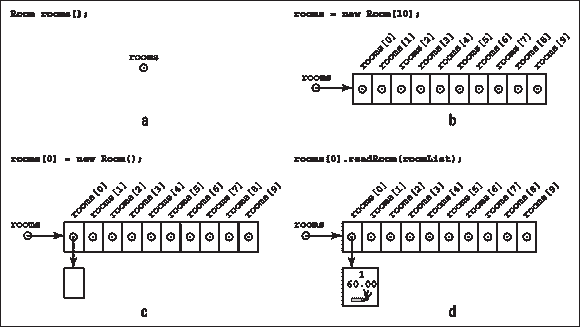 Room rooms[];
rooms
a
rooms = new Room[10];
rooms[0]
rooms[1]
rooms[2]
rooms[3]
rooms[4]
rooms[5]
rooms[6]
rooms[7]
rooms[8]
rooms[9]
rooms
b
rooms[0] = new Room();
rooms[0]
rooms[1]
rooms[2]
rooms[3]
rooms[4]
rooms[5]
rooms[6]
rooms[7]
rooms[8]
rooms[9]
rooms
c
rooms[0].readRoom(roomList);
rooms[0]
rooms[1]
rooms[2]
rooms[3]
rooms[4]
rooms[5]
rooms[6]
rooms[7]
rooms[8]
rooms[9]
rooms
1
60.00
d